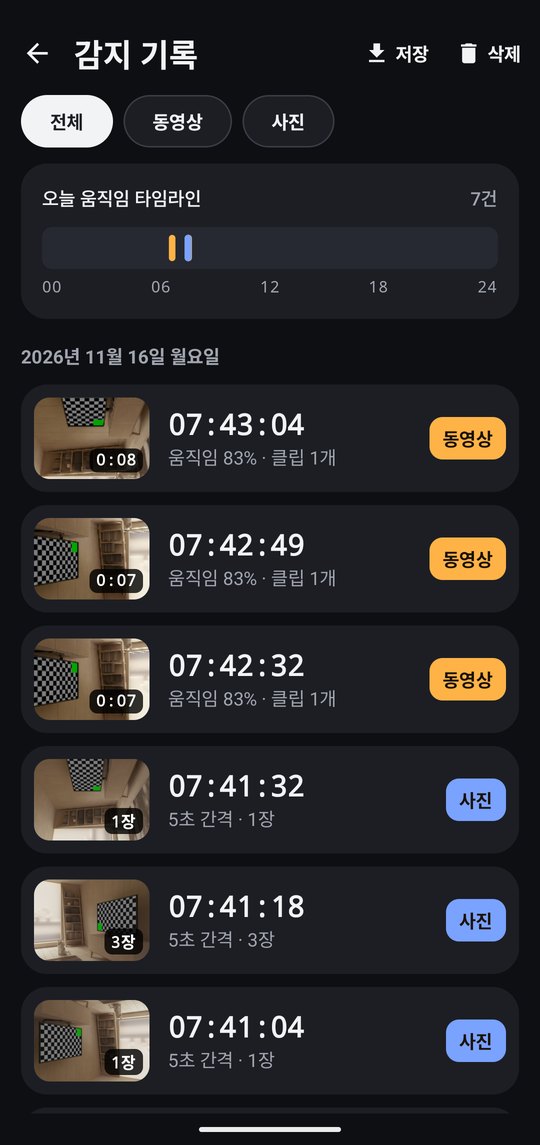 감지 기록
저장
삭제
전체
동영상
사진
오늘 움직임 타임라인
7건
00 06 12 18 24
2026년 11월 16일 월요일
0:08
07:43:04
움직임 83% · 클립 1개
동영상
0:07
07:42:49
움직임 83% · 클립 1개
동영상
0:07
07:42:32
움직임 83% · 클립 1개
동영상
1장
07:41:32
5초 간격 · 1장
사진
3장
07:41:18
5초 간격 · 3장
사진
1장
07:41:04
5초 간격 · 1장
사진